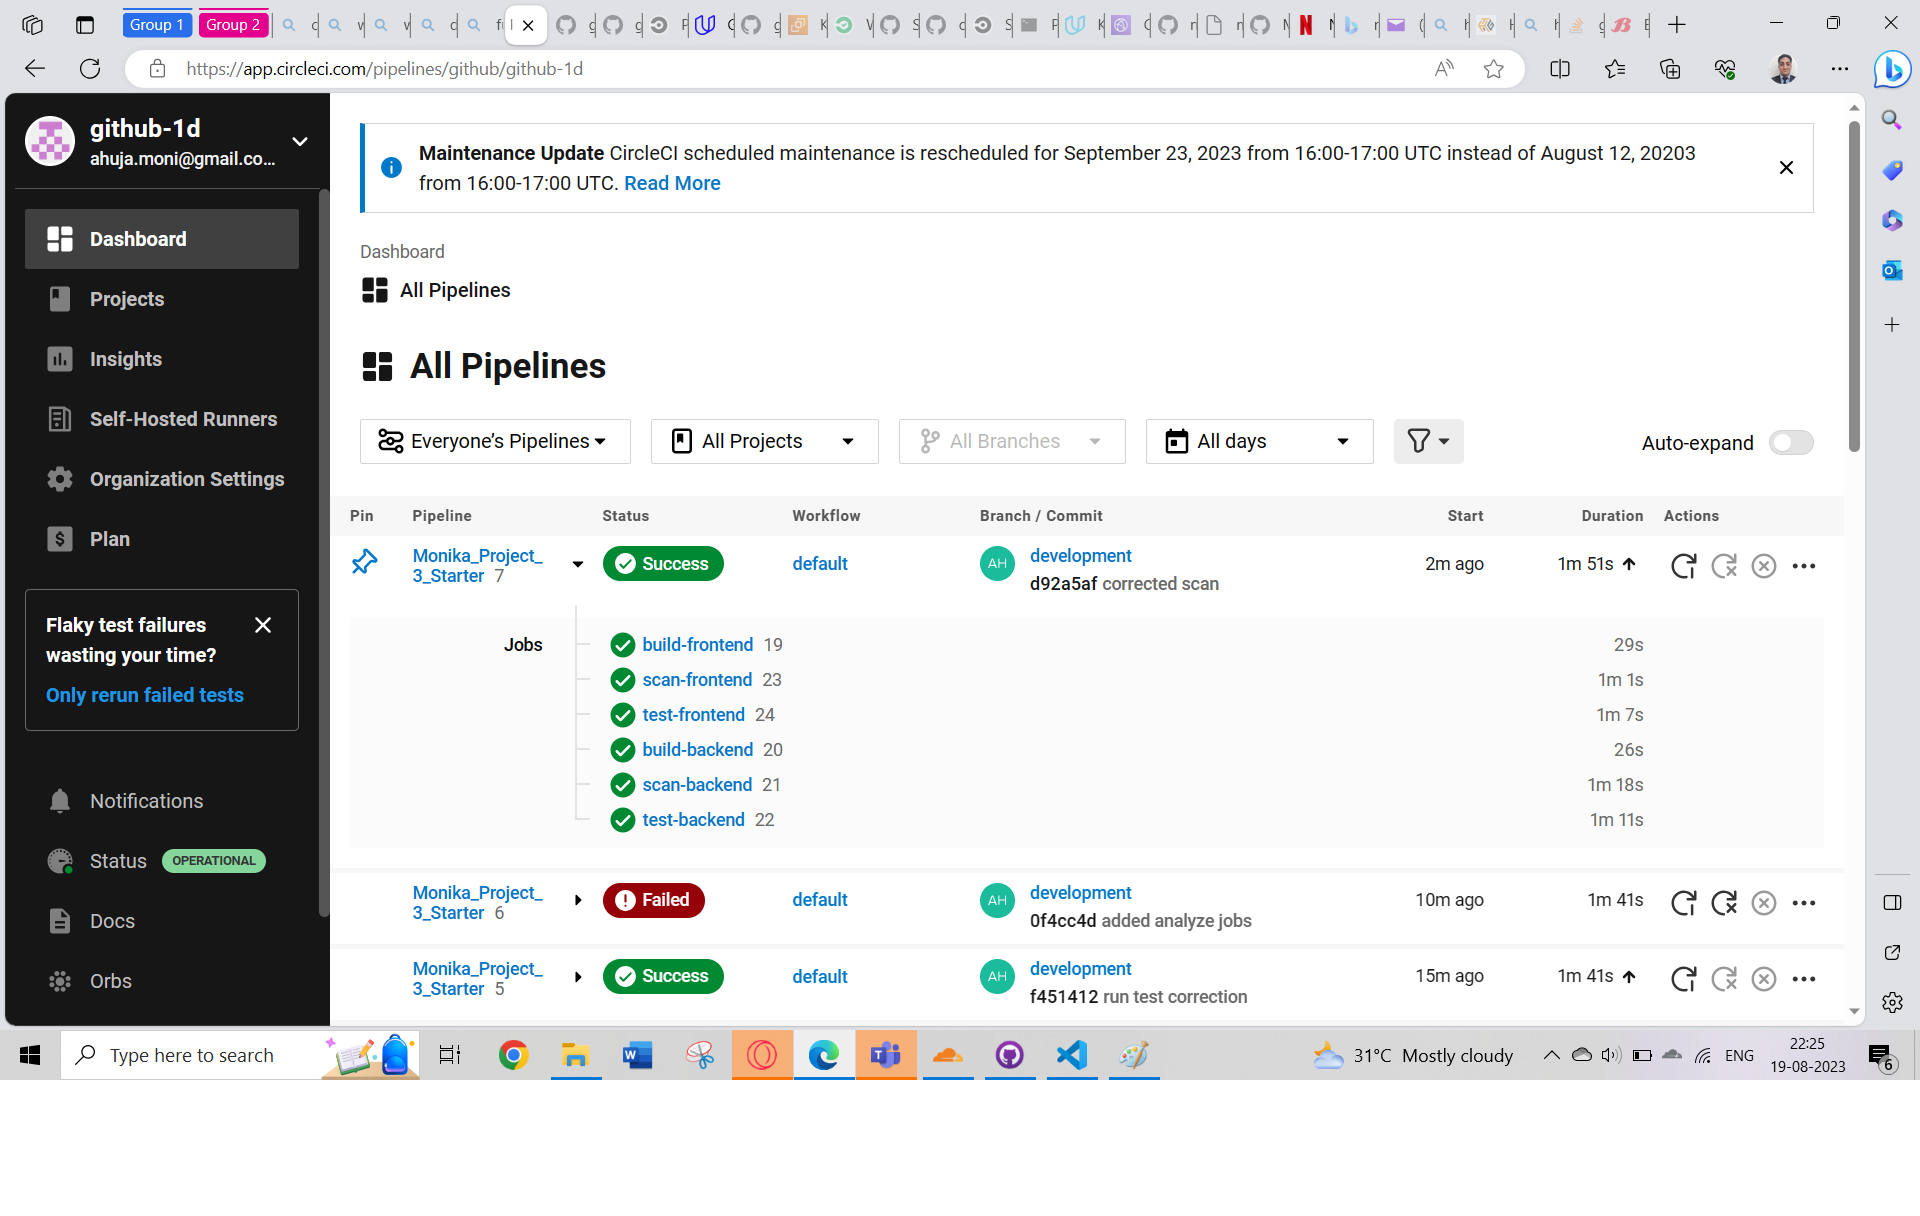 Group 1
Group 2
https://app.circleci.com/pipelines/github/github-1d
github-1d
ahuja.moni@gmail.co...
Dashboard
Projects
Insights
Self-Hosted Runners
Organization Settings
Plan
Flaky test failures
wasting your time?
Only rerun failed tests
Notifications
Status OPERATIONAL
Docs
Orbs
Maintenance Update CircleCI scheduled maintenance is rescheduled for September 23, 2023 from 16:00-17:00 UTC instead of August 12, 20203
from 16:00-17:00 UTC. Read More
Dashboard
All Pipelines
All Pipelines
Everyone's Pipelines
All Projects
All Branches
All days
Auto-expand
Pin Pipeline Status Workflow Branch / Commit Start Duration Actions
Monika_Project_
3_Starter 7
Success
default
AH
development
d92a5af corrected scan
2m ago
1m 51s
Jobs
build-frontend 19 29s
scan-frontend 23 1m 1s
test-frontend 24 1m 7s
build-backend 20 26s
scan-backend 21 1m 18s
test-backend 22 1m 11s
Monika_Project_
3_Starter 6
Failed
default
AH
development
0f4cc4d added analyze jobs
10m ago
1m 41s
Monika_Project_
3_Starter 5
Success
default
AH
development
f451412 run test correction
15m ago
1m 41s
Type here to search
31°C Mostly cloudy
ENG
22:25
19-08-2023
6